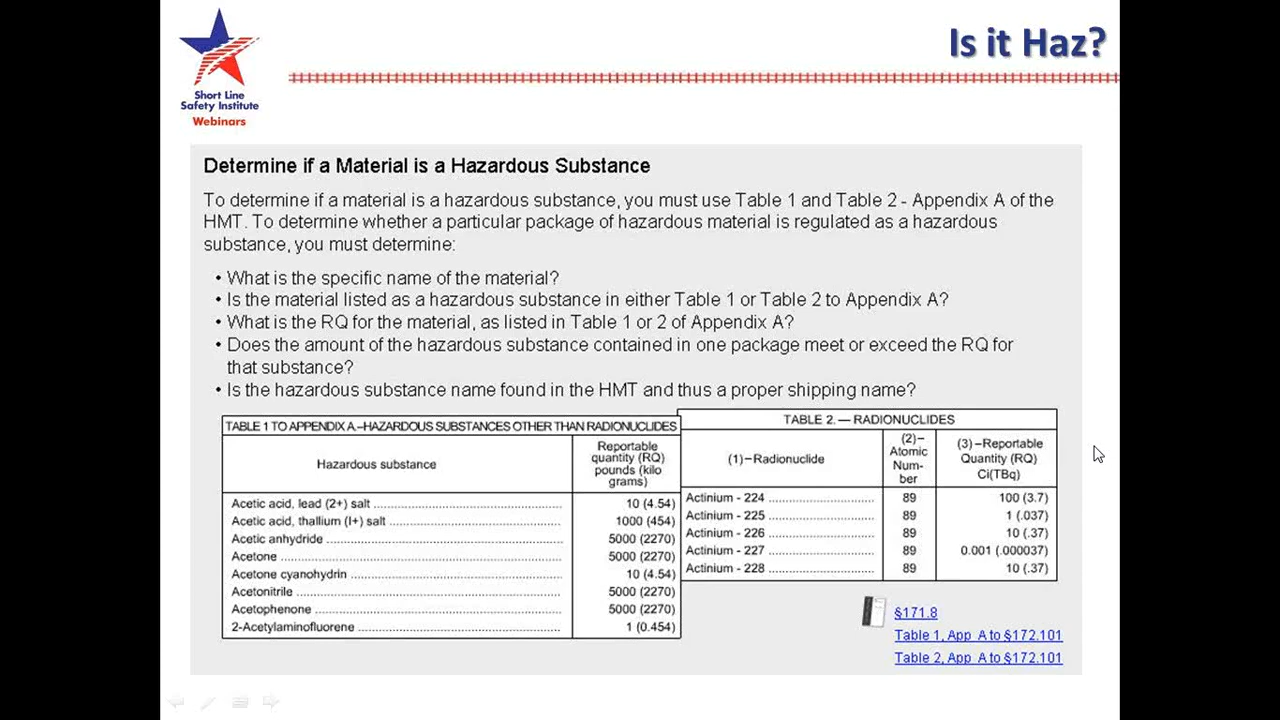 Is it Haz?
Short Line
Safety Institute
Webinars
Determine if a Material is a Hazardous Substance
To determine if a material is a hazardous substance, you must use Table 1 and Table 2 - Appendix A of the
HMT. To determine whether a particular package of hazardous material is regulated as a hazardous
substance, you must determine:
• What is the specific name of the material?
• Is the material listed as a hazardous substance in either Table 1 or Table 2 to Appendix A?
• What is the RQ for the material, as listed in Table 1 or 2 of Appendix A?
• Does the amount of the hazardous substance contained in one package meet or exceed the RQ for
that substance?
• Is the hazardous substance name found in the HMT and thus a proper shipping name?
TABLE 1 TO APPENDIX A.–HAZARDOUS SUBSTANCES OTHER THAN RADIONUCLIDES
Hazardous substance
Reportable
quantity (RQ)
pounds (kilo
grams)
Acetic acid, lead (2+) salt 10 (4.54)
Acetic acid, thallium (I+) salt 1000 (454)
Acetic anhydride 5000 (2270)
Acetone 5000 (2270)
Acetone cyanohydrin 10 (4.54)
Acetonitrile 5000 (2270)
Acetophenone 5000 (2270)
2-Acetylaminofluorene 1 (0.454)
TABLE 2.— RADIONUCLIDES
(1)–Radionuclide
(2)–
Atomic
Num-
ber
(3)–Reportable
Quantity (RQ)
Ci(TBq)
Actinium - 224 89 100 (3.7)
Actinium - 225 89 1 (.037)
Actinium - 226 89 10 (.37)
Actinium - 227 89 0.001 (.000037)
Actinium - 228 89 10 (.37)
§171.8
Table 1, App A to §172.101
Table 2, App A to §172.101